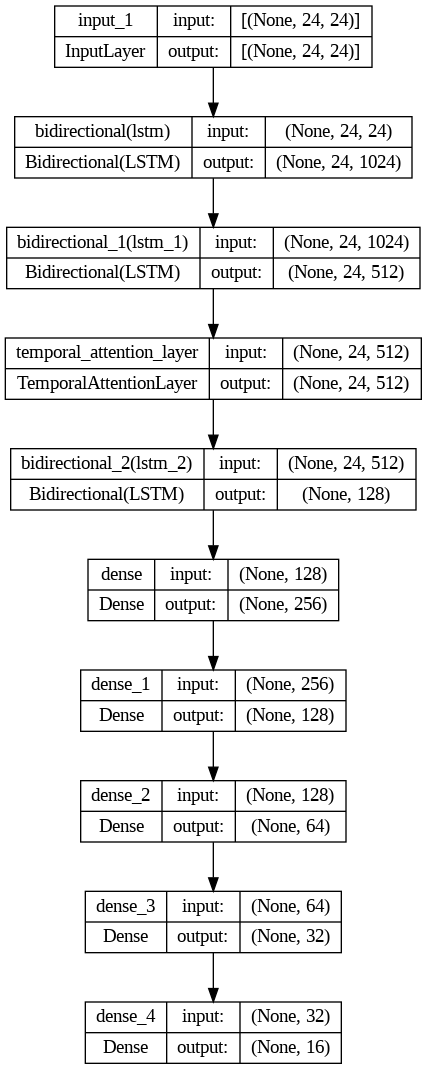 input_1 input: [(None, 24, 24)]
InputLayer output: [(None, 24, 24)]
bidirectional(lstm) input: (None, 24, 24)
Bidirectional(LSTM) output: (None, 24, 1024)
bidirectional_1(lstm_1) input: (None, 24, 1024)
Bidirectional(LSTM) output: (None, 24, 512)
temporal_attention_layer input: (None, 24, 512)
TemporalAttentionLayer output: (None, 24, 512)
bidirectional_2(lstm_2) input: (None, 24, 512)
Bidirectional(LSTM) output: (None, 128)
dense input: (None, 128)
Dense output: (None, 256)
dense_1 input: (None, 256)
Dense output: (None, 128)
dense_2 input: (None, 128)
Dense output: (None, 64)
dense_3 input: (None, 64)
Dense output: (None, 32)
dense_4 input: (None, 32)
Dense output: (None, 16)